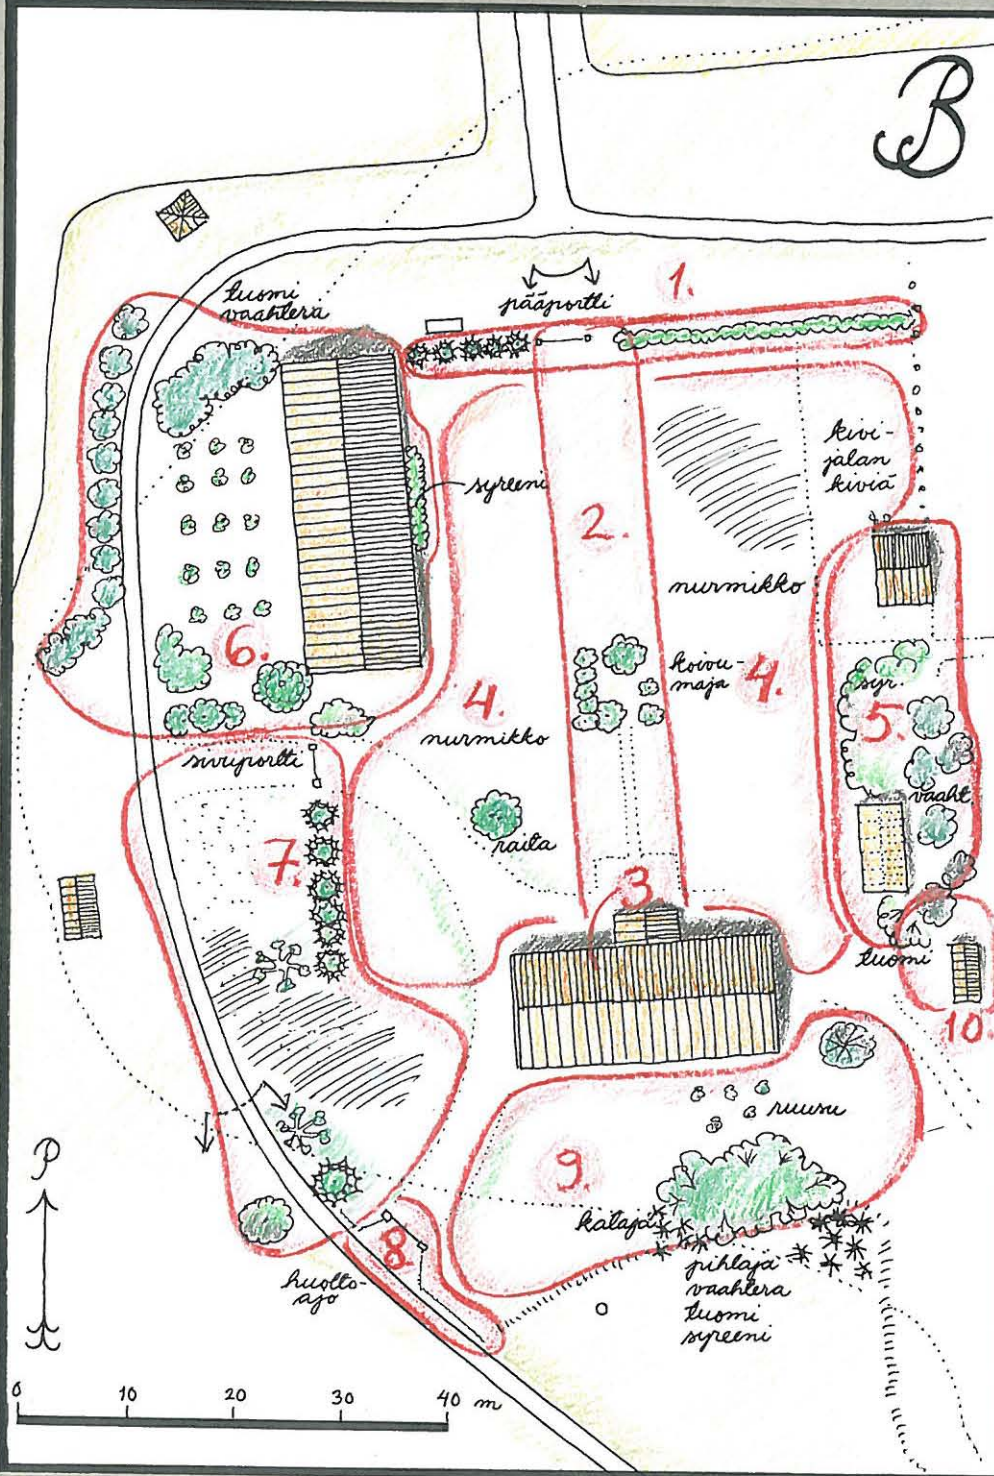 B
tuomi
vaahtera
pääportti
1.
kivi-
jalan
kiviä
syreeni
2.
nurmikko
6.
koivu-
maja
4.
syr.
5.
4.
nurmikko
sivuportti
vaaht.
raita
7.
3
tuomi
10.
ruusu
9.
P
kataja
8
pihlaja
vaahtera
tuomi
syreeni
huolto-
ajo
0 10 20 30 40 m